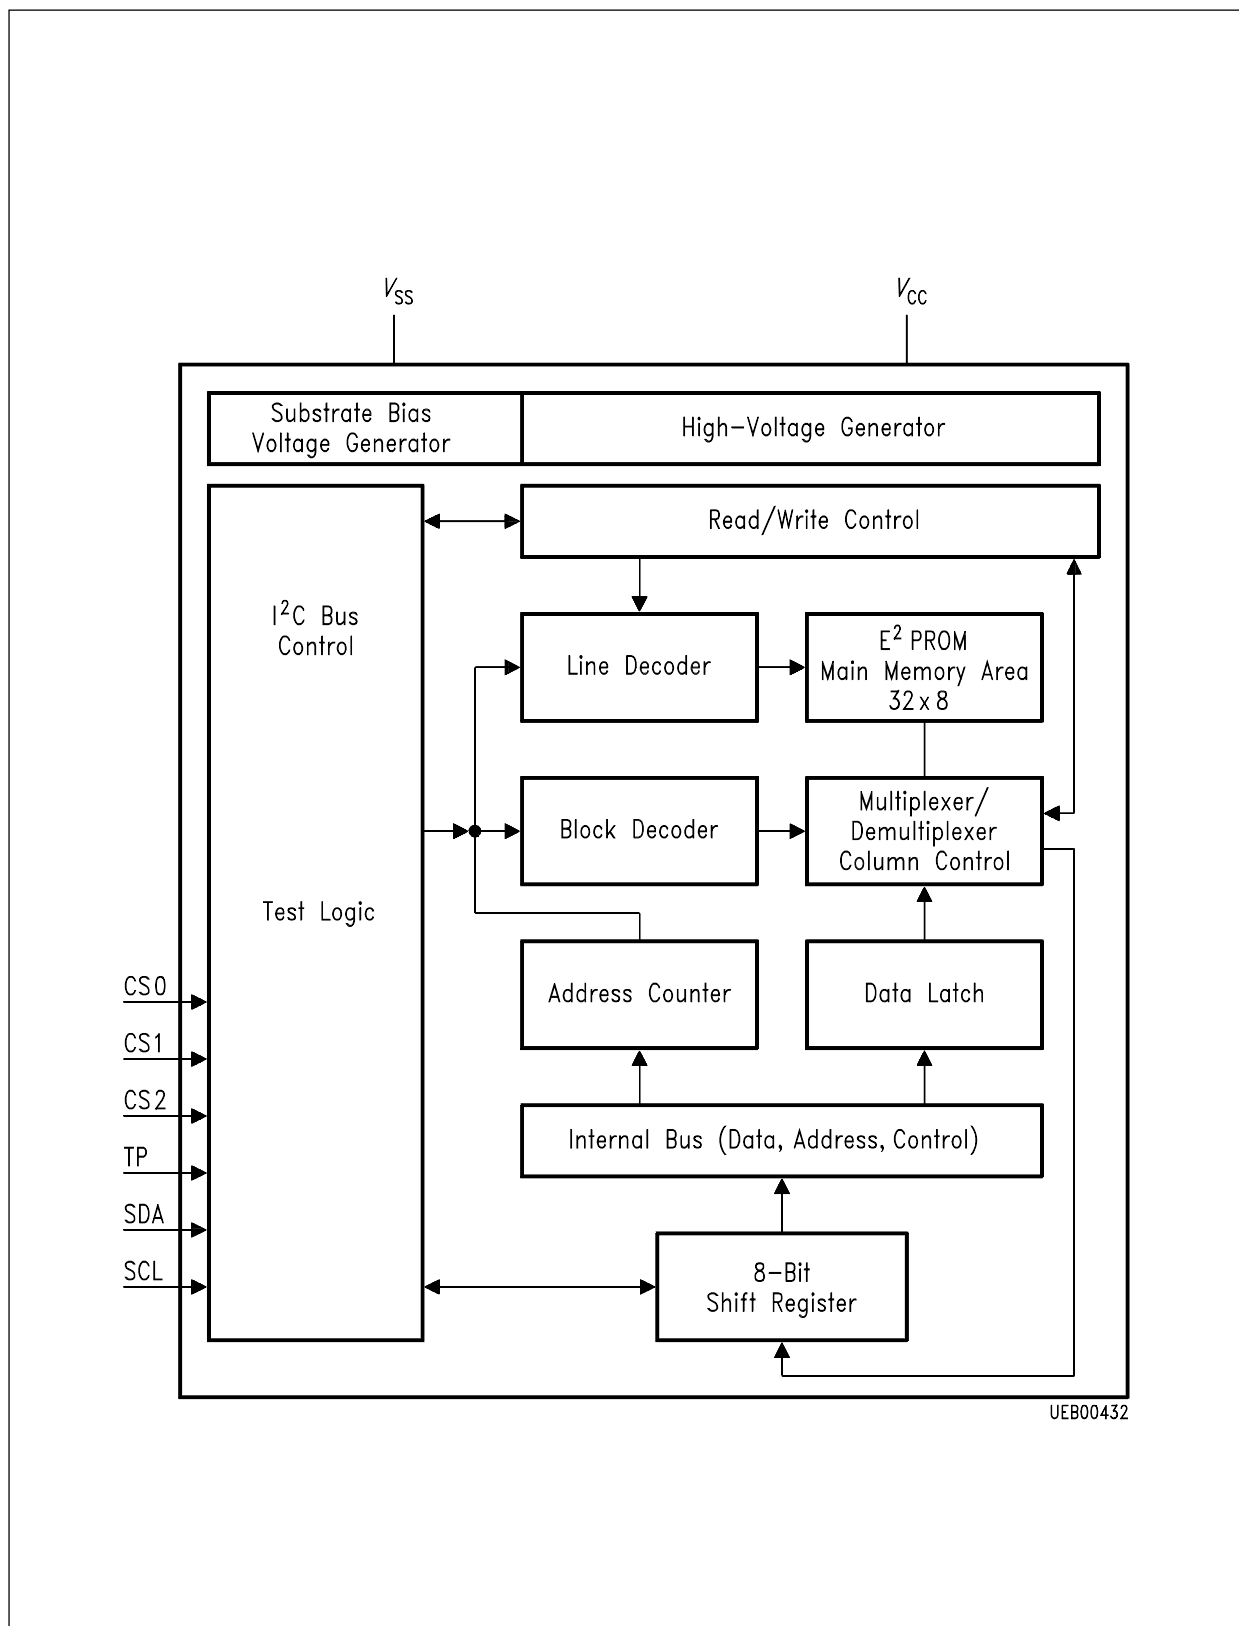 V_SS
V_CC
Substrate Bias
Voltage Generator
High-Voltage Generator
Read/Write Control
I²C Bus
Control
Line Decoder
E² PROM
Main Memory Area
32 x 8
Block Decoder
Multiplexer/
Demultiplexer
Column Control
Test Logic
Address Counter
Data Latch
CS0
CS1
CS2
TP
SDA
SCL
Internal Bus (Data, Address, Control)
8-Bit
Shift Register
UEB00432